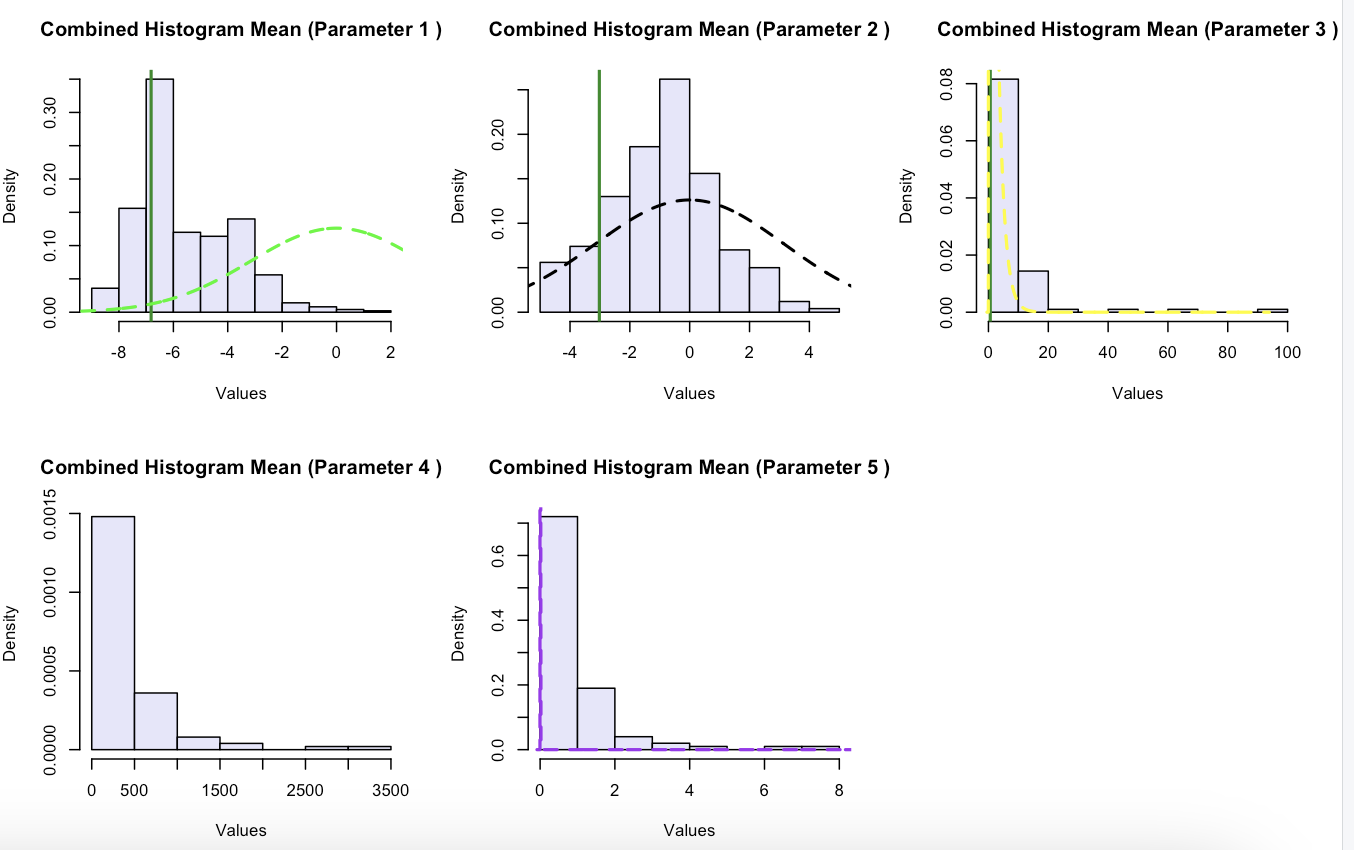 Combined Histogram Mean (Parameter 1 )
Density
0.00 0.10 0.20 0.30
-8 -6 -4 -2 0 2
Values
Combined Histogram Mean (Parameter 2 )
Density
0.00 0.10 0.20
-4 -2 0 2 4
Values
Combined Histogram Mean (Parameter 3 )
Density
0.00 0.02 0.04 0.06 0.08
0 20 40 60 80 100
Values
Combined Histogram Mean (Parameter 4 )
Density
0.0000 0.0005 0.0010 0.0015
0 500 1500 2500 3500
Values
Combined Histogram Mean (Parameter 5 )
Density
0.0 0.2 0.4 0.6
0 2 4 6 8
Values